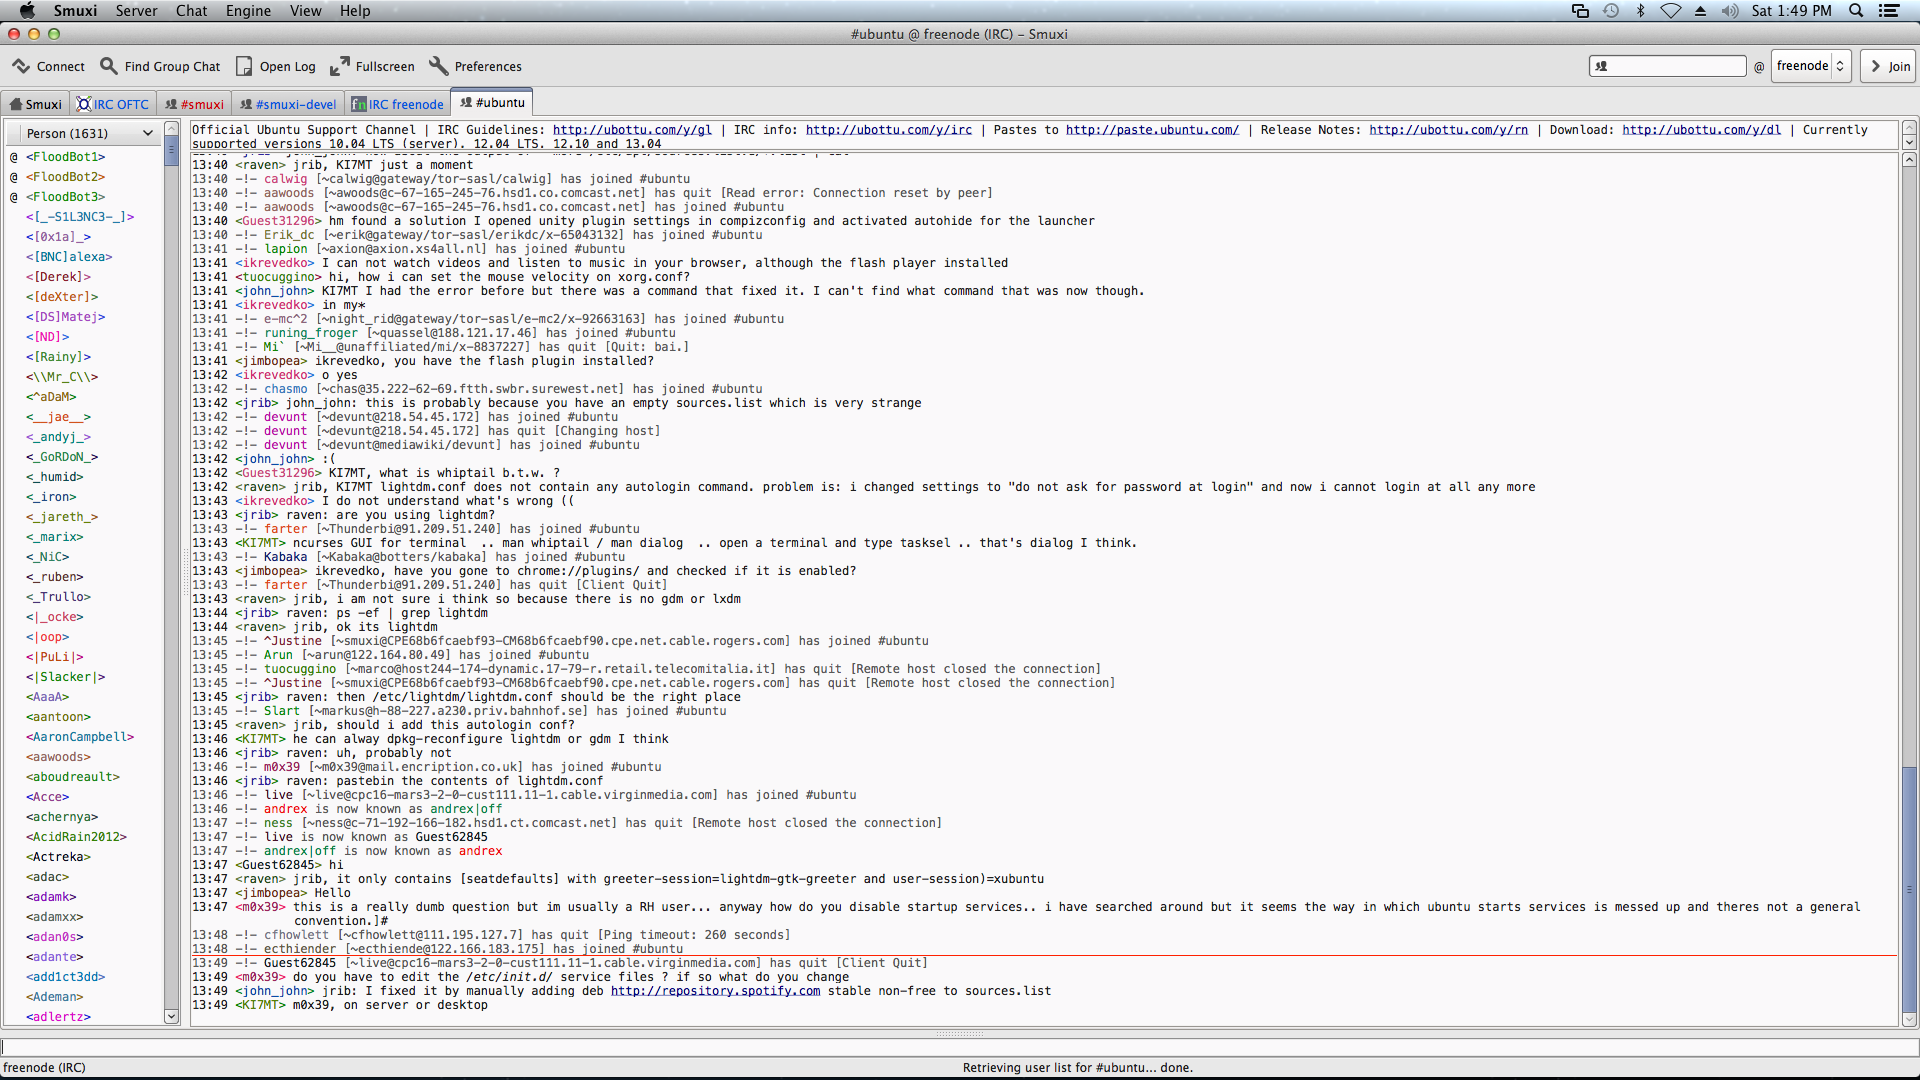 Smuxi Server Chat Engine View Help Sat 1:49 PM
#ubuntu @ freenode (IRC) – Smuxi
Connect Find Group Chat Open Log Fullscreen Preferences @ freenode Join
Smuxi IRC OFTC #smuxi #smuxi-devel IRC freenode #ubuntu
Person (1631)
@ <FloodBot1>
@ <FloodBot2>
@ <FloodBot3>
<[_-S1L3NC3-_]>
<[0x1a]_>
<[BNC]alexa>
<[Derek]>
<[deXter]>
<[DS]Matej>
<[ND]>
<[Rainy]>
<\\Mr_C\\>
<^aDaM>
<__jae__>
<_andyj_>
<_GoRDoN_>
<_humid>
<_iron>
<_jareth_>
<_marix>
<_NiC>
<_ruben>
<_Trullo>
<|_ocke>
<|oop>
<|PuLi|>
<|Slacker|>
<AaaA>
<aantoon>
<AaronCampbell>
<aawoods>
<aboudreault>
<Acce>
<achernya>
<AcidRain2012>
<Actreka>
<adac>
<adamk>
<adamxx>
<adan0s>
<adante>
<add1ct3dd>
<Ademan>
<adlertz>
Official Ubuntu Support Channel | IRC Guidelines: http://ubottu.com/y/gl | IRC info: http://ubottu.com/y/irc | Pastes to http://paste.ubuntu.com/ | Release Notes: http://ubottu.com/y/rn | Download: http://ubottu.com/y/dl | Currently
supported versions 10.04 LTS (server), 12.04 LTS, 12.10 and 13.04
13:40 <raven> jrib, KI7MT just a moment
13:40 -!- calwig [~calwig@gateway/tor-sasl/calwig] has joined #ubuntu
13:40 -!- aawoods [~awoods@c-67-165-245-76.hsd1.co.comcast.net] has quit [Read error: Connection reset by peer]
13:40 -!- aawoods [~awoods@c-67-165-245-76.hsd1.co.comcast.net] has joined #ubuntu
13:40 <Guest31296> hm found a solution I opened unity plugin settings in compizconfig and activated autohide for the launcher
13:40 -!- Erik_dc [~erik@gateway/tor-sasl/erikdc/x-65043132] has joined #ubuntu
13:41 -!- lapion [~axion@axion.xs4all.nl] has joined #ubuntu
13:41 <ikrevedko> I can not watch videos and listen to music in your browser, although the flash player installed
13:41 <tuocuggino> hi, how i can set the mouse velocity on xorg.conf?
13:41 <john_john> KI7MT I had the error before but there was a command that fixed it. I can't find what command that was now though.
13:41 <ikrevedko> in my*
13:41 -!- e-mc^2 [~night_rid@gateway/tor-sasl/e-mc2/x-92663163] has joined #ubuntu
13:41 -!- runing_froger [~quassel@188.121.17.46] has joined #ubuntu
13:41 -!- Mi` [~Mi__@unaffiliated/mi/x-8837227] has quit [Quit: bai.]
13:41 <jimbopea> ikrevedko, you have the flash plugin installed?
13:42 <ikrevedko> o yes
13:42 -!- chasmo [~chas@35.222-62-69.ftth.swbr.surewest.net] has joined #ubuntu
13:42 <jrib> john_john: this is probably because you have an empty sources.list which is very strange
13:42 -!- devunt [~devunt@218.54.45.172] has joined #ubuntu
13:42 -!- devunt [~devunt@218.54.45.172] has quit [Changing host]
13:42 -!- devunt [~devunt@mediawiki/devunt] has joined #ubuntu
13:42 <john_john> :(
13:42 <Guest31296> KI7MT, what is whiptail b.t.w. ?
13:42 <raven> jrib, KI7MT lightdm.conf does not contain any autologin command. problem is: i changed settings to "do not ask for password at login" and now i cannot login at all any more
13:43 <ikrevedko> I do not understand what's wrong ((
13:43 <jrib> raven: are you using lightdm?
13:43 -!- farter [~Thunderbi@91.209.51.240] has joined #ubuntu
13:43 <KI7MT> ncurses GUI for terminal  .. man whiptail / man dialog  .. open a terminal and type tasksel .. that's dialog I think.
13:43 -!- Kabaka [~Kabaka@botters/kabaka] has joined #ubuntu
13:43 <jimbopea> ikrevedko, have you gone to chrome://plugins/ and checked if it is enabled?
13:43 -!- farter [~Thunderbi@91.209.51.240] has quit [Client Quit]
13:43 <raven> jrib, i am not sure i think so because there is no gdm or lxdm
13:44 <jrib> raven: ps -ef | grep lightdm
13:44 <raven> jrib, ok its lightdm
13:45 -!- ^Justine [~smuxi@CPE68b6fcaebf93-CM68b6fcaebf90.cpe.net.cable.rogers.com] has joined #ubuntu
13:45 -!- Arun [~arun@122.164.80.49] has joined #ubuntu
13:45 -!- tuocuggino [~marco@host244-174-dynamic.17-79-r.retail.telecomitalia.it] has quit [Remote host closed the connection]
13:45 -!- ^Justine [~smuxi@CPE68b6fcaebf93-CM68b6fcaebf90.cpe.net.cable.rogers.com] has quit [Remote host closed the connection]
13:45 <jrib> raven: then /etc/lightdm/lightdm.conf should be the right place
13:45 -!- Slart [~markus@h-88-227.a230.priv.bahnhof.se] has joined #ubuntu
13:45 <raven> jrib, should i add this autologin conf?
13:46 <KI7MT> he can alway dpkg-reconfigure lightdm or gdm I think
13:46 <jrib> raven: uh, probably not
13:46 -!- m0x39 [~m0x39@mail.encription.co.uk] has joined #ubuntu
13:46 <jrib> raven: pastebin the contents of lightdm.conf
13:46 -!- live [~live@cpc16-mars3-2-0-cust111.11-1.cable.virginmedia.com] has joined #ubuntu
13:46 -!- andrex is now known as andrex|off
13:47 -!- ness [~ness@c-71-192-166-182.hsd1.ct.comcast.net] has quit [Remote host closed the connection]
13:47 -!- live is now known as Guest62845
13:47 -!- andrex|off is now known as andrex
13:47 <Guest62845> hi
13:47 <raven> jrib, it only contains [seatdefaults] with greeter-session=lightdm-gtk-greeter and user-session)=xubuntu
13:47 <jimbopea> Hello
13:47 <m0x39> this is a really dumb question but im usually a RH user... anyway how do you disable startup services.. i have searched around but it seems the way in which ubuntu starts services is messed up and theres not a general
convention.]#
13:48 -!- cfhowlett [~cfhowlett@111.195.127.7] has quit [Ping timeout: 260 seconds]
13:48 -!- ecthiender [~ecthiende@122.166.183.175] has joined #ubuntu
13:49 -!- Guest62845 [~live@cpc16-mars3-2-0-cust111.11-1.cable.virginmedia.com] has quit [Client Quit]
13:49 <m0x39> do you have to edit the /etc/init.d/ service files ? if so what do you change
13:49 <john_john> jrib: I fixed it by manually adding deb http://repository.spotify.com stable non-free to sources.list
13:49 <KI7MT> m0x39, on server or desktop
freenode (IRC) Retrieving user list for #ubuntu... done.